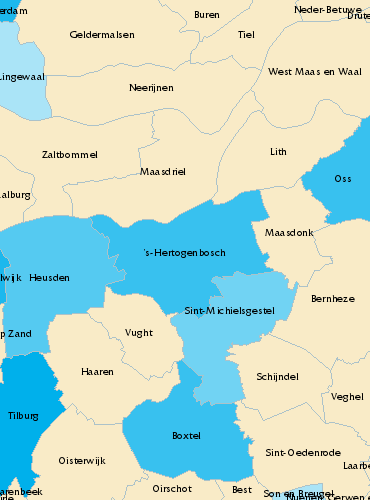 Neder-Betuwe
erdam
Buren
Drute
Geldermalsen
Tiel
West Maas en Waal
Lingewaal
Neerijnen
Lith
Zaltbommel
Maasdriel
Oss
alburg
Maasdonk
's-Hertogenbosch
lwijk
Heusden
Bernheze
Sint-Michielsgestel
p Zand
Vught
Haaren
Schijndel
Veghel
Tilburg
Boxtel
Sint-Oedenrode
Oisterwijk
Laarbe
Oirschot
Best
Son en Breugel
arenbeek